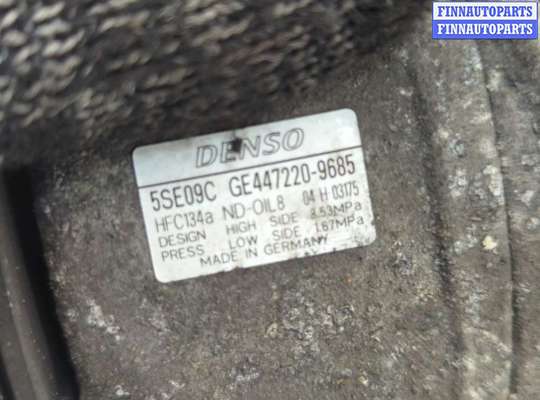 FINNAUTOPARTS
FINNAUTOPARTS
DENSO
5SE09C GE447220-9685
HFC134a ND-OIL8 04 H 03175
DESIGN HIGH SIDE 3.53MPa
PRESS LOW SIDE 1.67MPa
MADE IN GERMANY